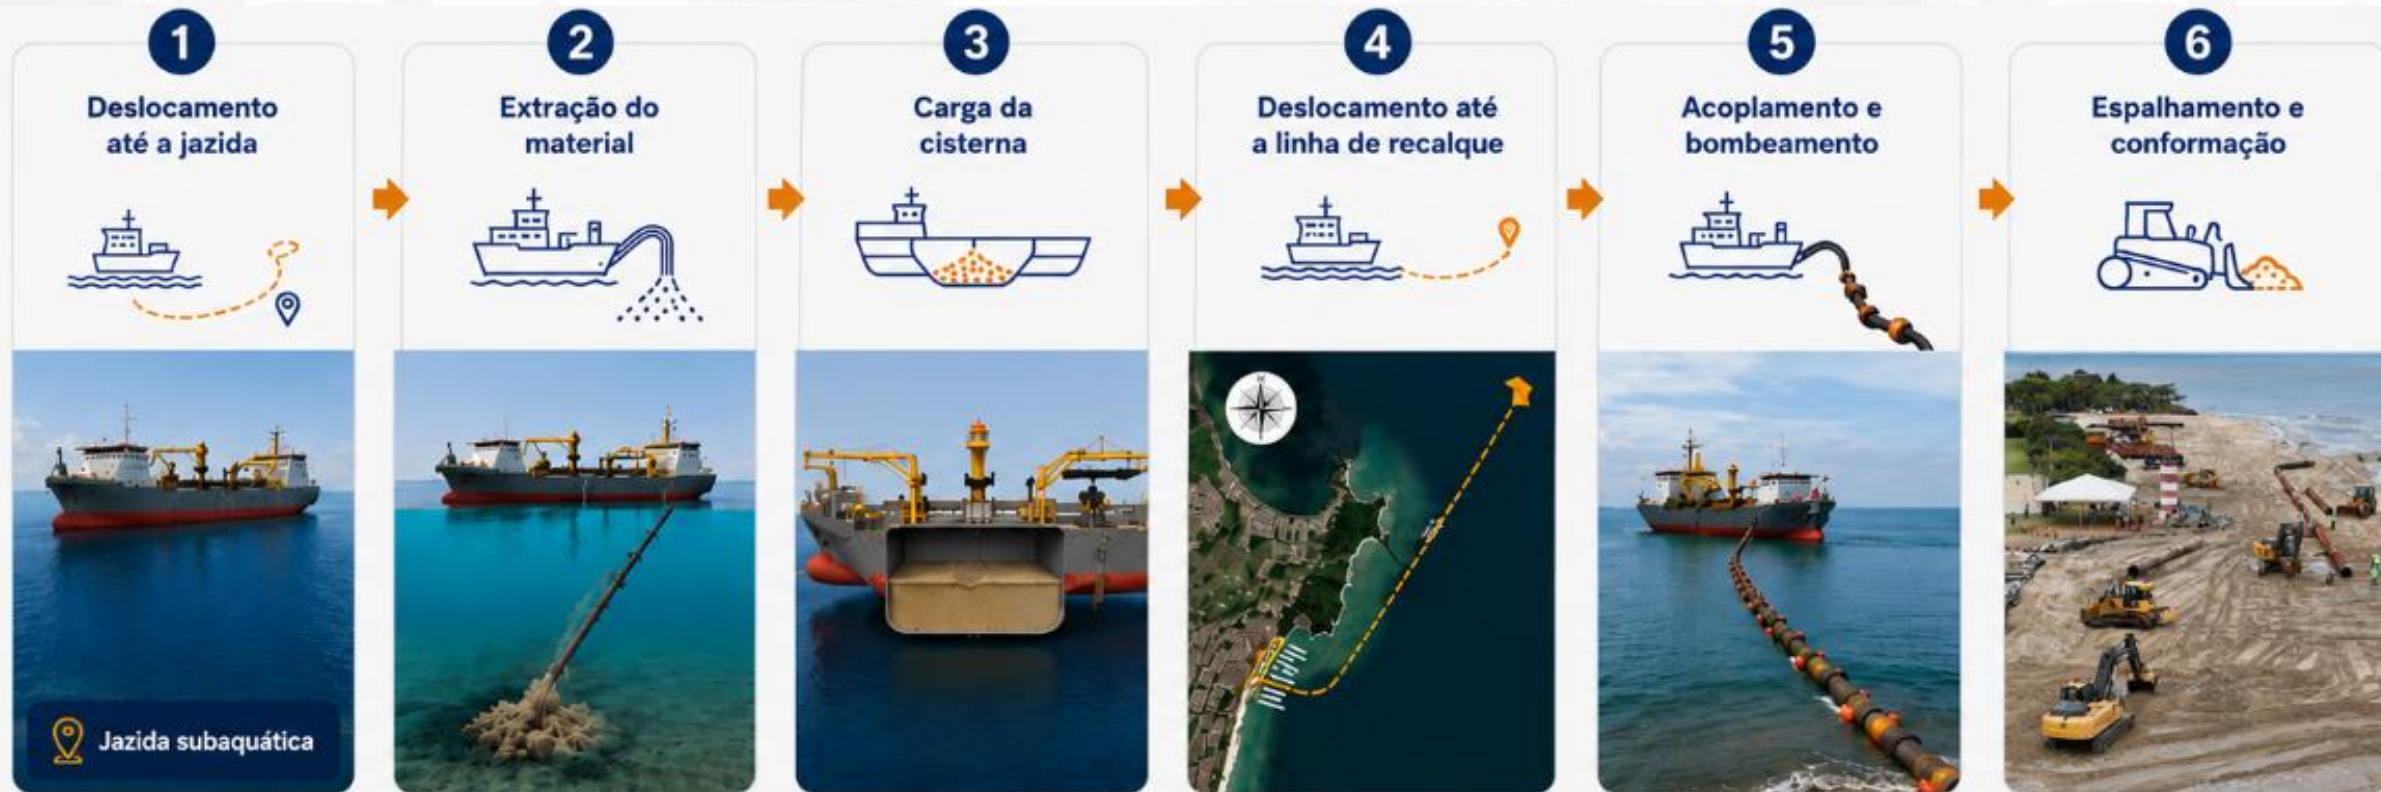 1
Deslocamento
até a jazida
Jazida subaquática
2
Extração do
material
3
Carga da
cisterna
4
Deslocamento até
a linha de recalque
N
5
Acoplamento e
bombeamento
6
Espalhamento e
conformação